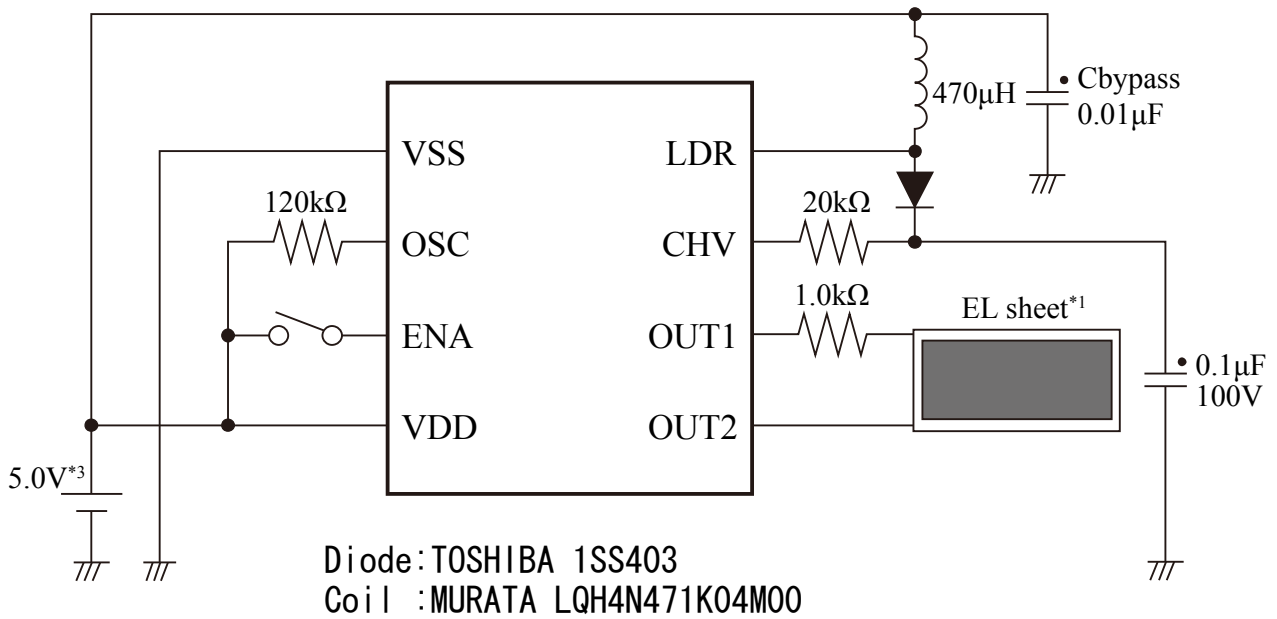 470μH
Cbypass
0.01μF
VSS
LDR
120kΩ
20kΩ
OSC
CHV
1.0kΩ
EL sheet*1
ENA
OUT1
0.1μF
100V
VDD
OUT2
5.0V*3
Diode:TOSHIBA 1SS403
Coil :MURATA LQH4N471K04M00